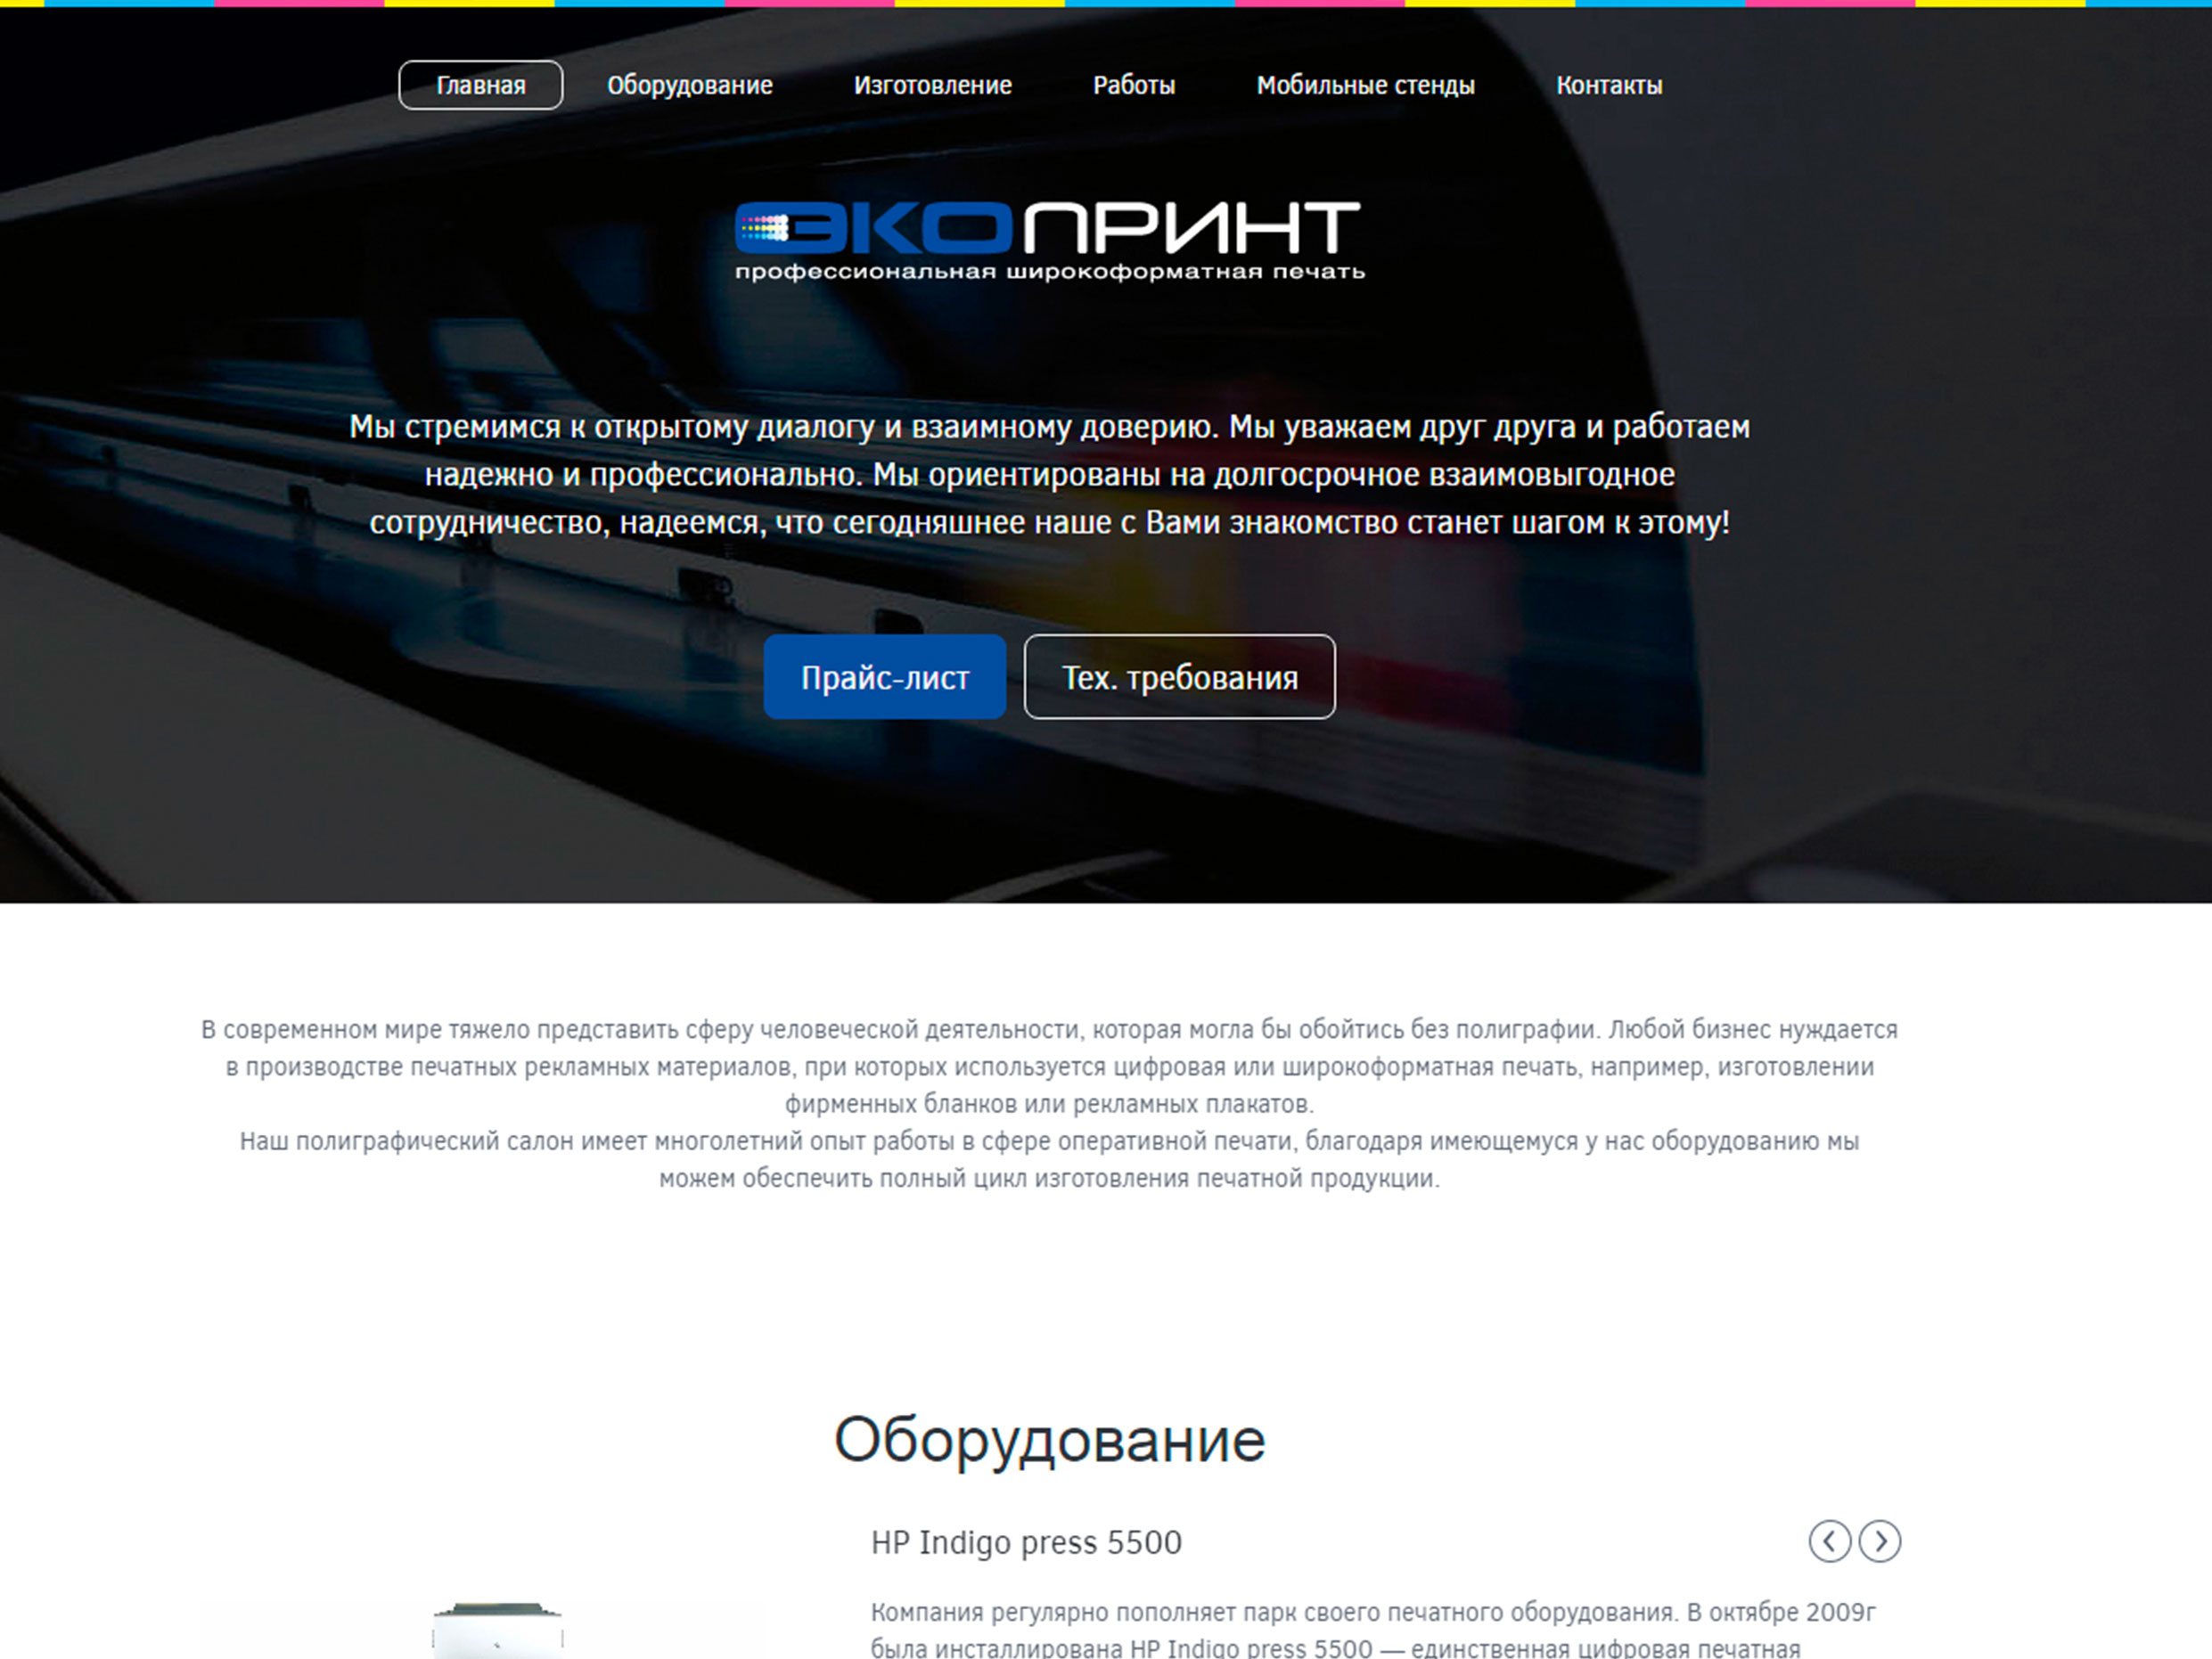 Главная Оборудование Изготовление Работы Мобильные стенды Контакты
ЭКОПРИНТ
профессиональная широкоформатная печать
Мы стремимся к открытому диалогу и взаимному доверию. Мы уважаем друг друга и работаем
надежно и профессионально. Мы ориентированы на долгосрочное взаимовыгодное
сотрудничество, надеемся, что сегодняшнее наше с Вами знакомство станет шагом к этому!
Прайс-лист Тех. требования
В современном мире тяжело представить сферу человеческой деятельности, которая могла бы обойтись без полиграфии. Любой бизнес нуждается
в производстве печатных рекламных материалов, при которых используется цифровая или широкоформатная печать, например, изготовлении
фирменных бланков или рекламных плакатов.
Наш полиграфический салон имеет многолетний опыт работы в сфере оперативной печати, благодаря имеющемуся у нас оборудованию мы
можем обеспечить полный цикл изготовления печатной продукции.
Оборудование
HP Indigo press 5500
Компания регулярно пополняет парк своего печатного оборудования. В октябре 2009г
была инсталлирована HP Indigo press 5500 — единственная цифровая печатная